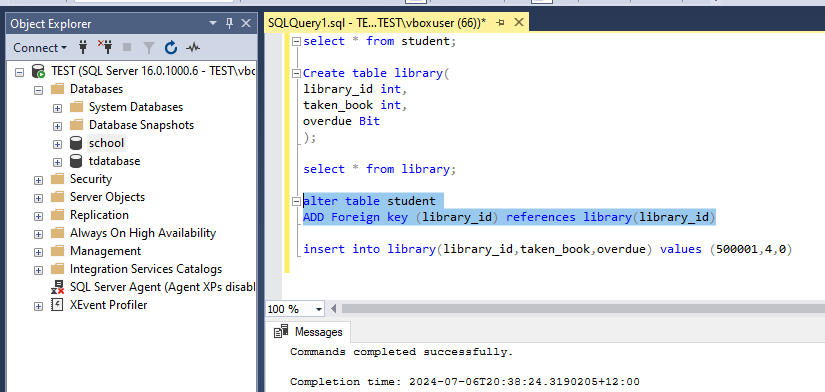 Object Explorer
Connect
TEST (SQL Server 16.0.1000.6 - TEST\vbo
Databases
System Databases
Database Snapshots
school
tdatabase
Security
Server Objects
Replication
Always On High Availability
Management
Integration Services Catalogs
SQL Server Agent (Agent XPs disabl
XEvent Profiler
SQLQuery1.sql - TE...TEST\vboxuser (66))*
select * from student;
Create table library(
library_id int,
taken_book int,
overdue Bit
);
select * from library;
alter table student
ADD Foreign key (library_id) references library(library_id)
insert into library(library_id,taken_book,overdue) values (500001,4,0)
100 %
Messages
Commands completed successfully.
Completion time: 2024-07-06T20:38:24.3190205+12:00